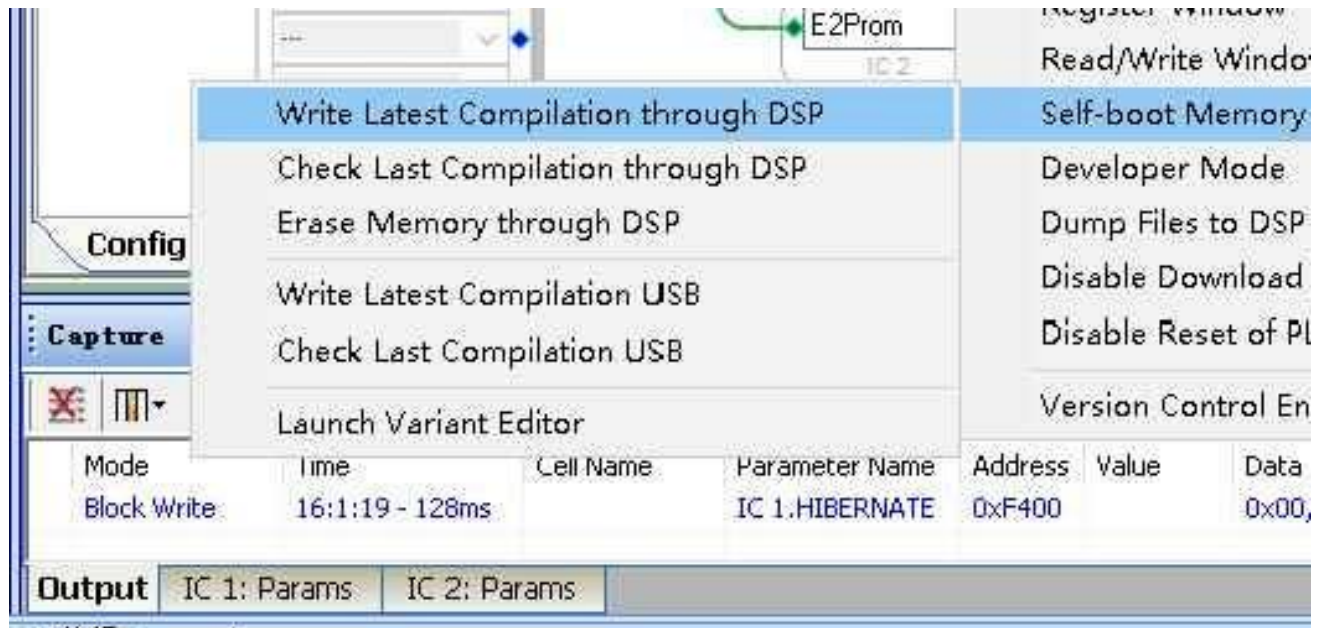 ---
E2Prom
IC 2
Register Window
Read/Write
Write Latest Compilation through DSP
Self-boot Memory
Check Last Compilation through DSP
Developer Mode
Erase Memory through DSP
Dump Files to DSP
Config
Write Latest Compilation USB
Disable Download
Capture
Check Last Compilation USB
Disable Reset of
Launch Variant Editor
Version Control
Mode Time Cell Name Parameter Name Address Value Data
Block Write 16:1:19 - 128ms IC 1.HIBERNATE 0xF400 0x00,
Output IC 1: Params IC 2: Params